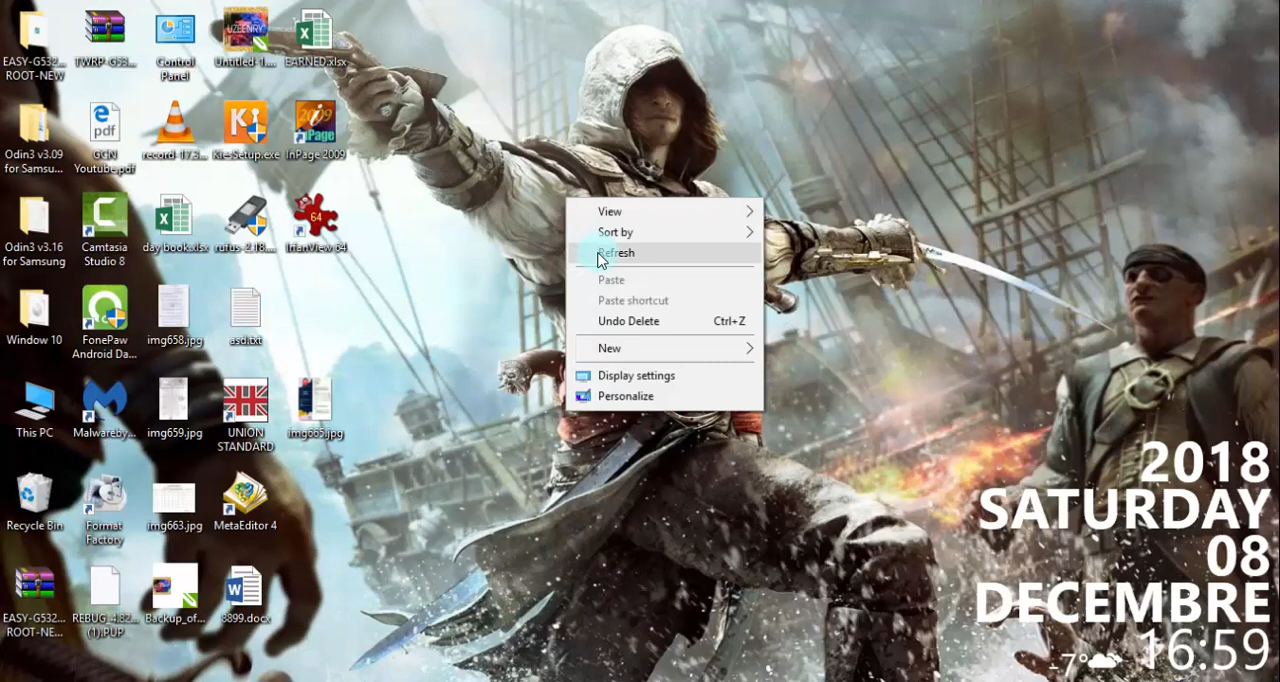 EASY-G532...
ROOT-NEW
TWRP-G53...
Control
Panel
Untitled-1....
EARNED.xlsx
Odin3 v3.09
for Samsu...
GCN
Youtube.pdf
record-17.3...
KiesSetup.exe
InPage 2009
Odin3 v3.16
for Samsung
Camtasia
Studio 8
day book.xlsx
rufus-2.18....
IrfanView 64
Window 10
FonePaw
Android Da...
img658.jpg
asd.txt
This PC
Malwareby...
img659.jpg
UNION
STANDARD
img665.jpg
Recycle Bin
Format
Factory
img663.jpg
MetaEditor 4
EASY-G532...
ROOT-NE...
REBUG_4.82...
(1).PUP
Backup_of...
8899.docx
View
Sort by
Refresh
Paste
Paste shortcut
Undo Delete Ctrl+Z
New
Display settings
Personalize
2018
SATURDAY
08
DECEMBRE
16:59
-7°